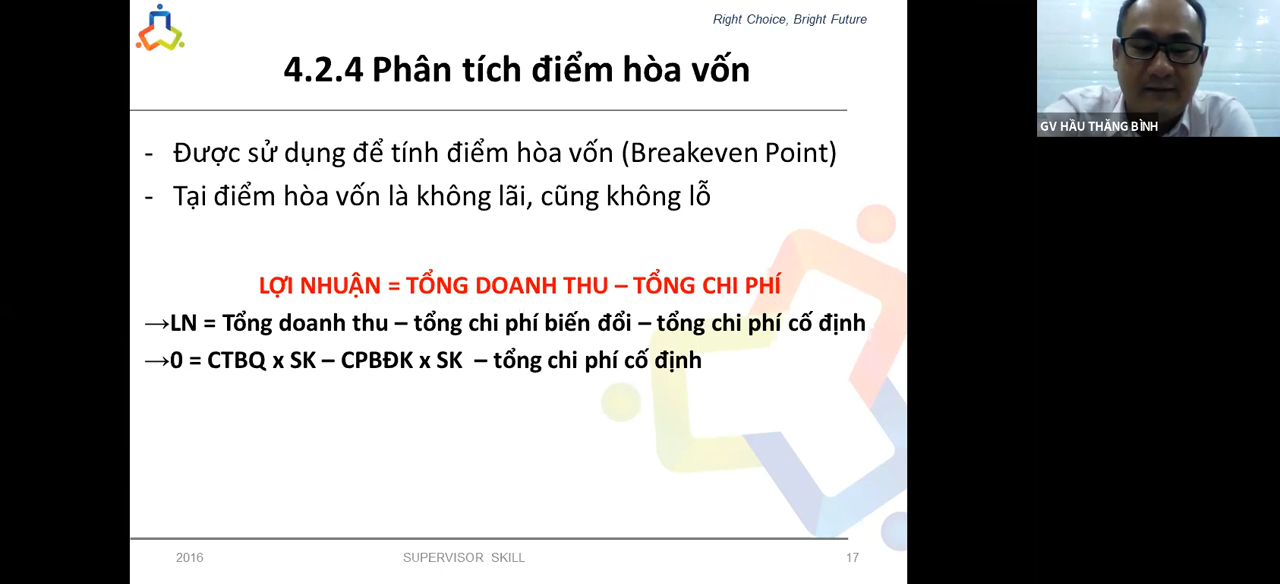 Right Choice, Bright Future
4.2.4 Phân tích điểm hòa vốn
- Được sử dụng để tính điểm hòa vốn (Breakeven Point)
- Tại điểm hòa vốn là không lãi, cũng không lỗ
LỢI NHUẬN = TỔNG DOANH THU – TỔNG CHI PHÍ
→LN = Tổng doanh thu – tổng chi phí biến đổi – tổng chi phí cố định
→0 = CTBQ x SK – CPBĐK x SK – tổng chi phí cố định
2016 SUPERVISOR SKILL 17
GV HẦU THĂNG BÌNH